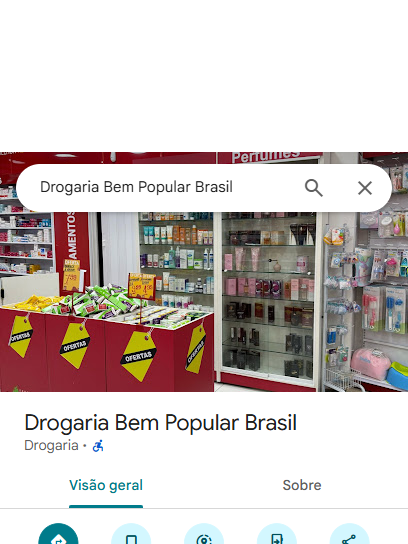 Perfumes
Drogaria Bem Popular Brasil
AMENTOS
OFERTAS
OFERTAS
OFERTAS
OFERTAS
Drogaria Bem Popular Brasil
Drogaria ·
Visão geral
Sobre